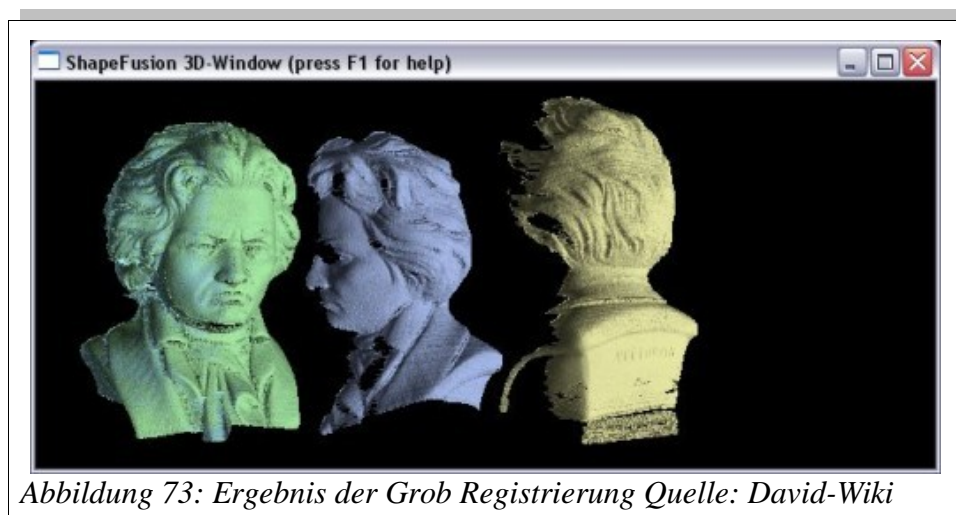 ShapeFusion 3D-Window (press F1 for help)
Abbildung 73: Ergebnis der Grob Registrierung Quelle: David-Wiki